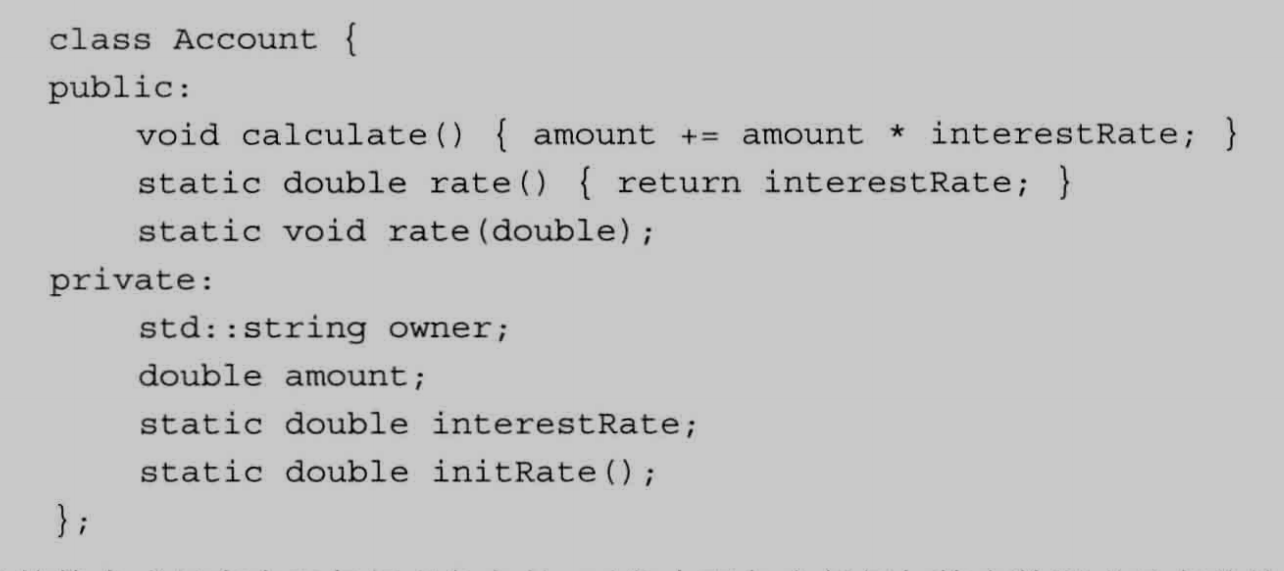 class Account {
public:
    void calculate() { amount += amount * interestRate; }
    static double rate() { return interestRate; }
    static void rate(double);
private:
    std::string owner;
    double amount;
    static double interestRate;
    static double initRate();
};